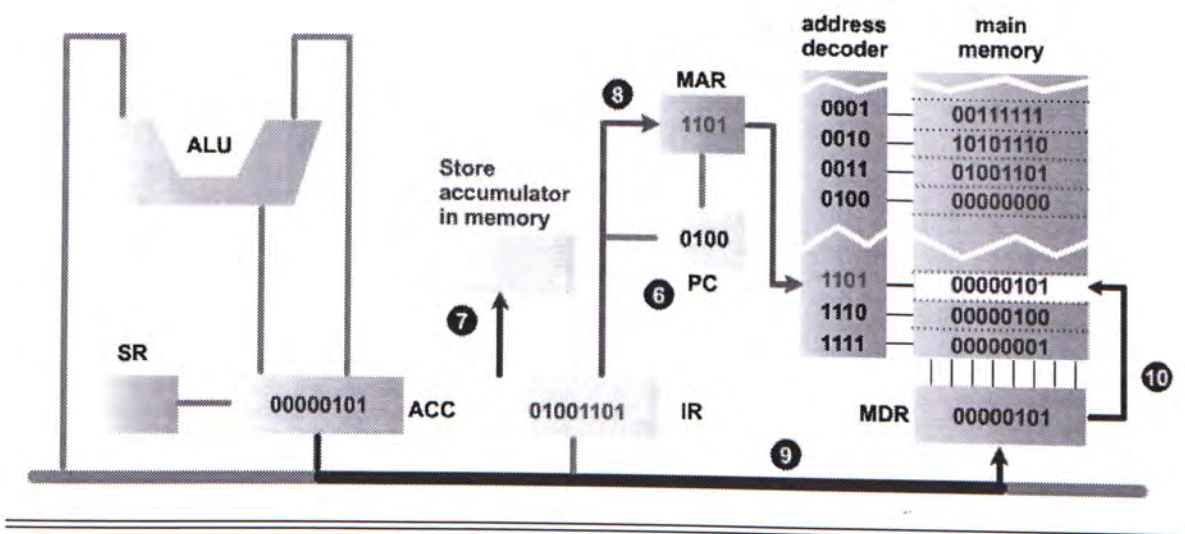 address decoder
main memory
MAR
8
1101
0001
00111111
0010
10101110
0011
01001101
0100
00000000
ALU
Store
accumulator
in memory
0100
6
PC
1101
00000101
1110
00000100
1111
00000001
7
SR
00000101
ACC
01001101
IR
MDR
00000101
10
9